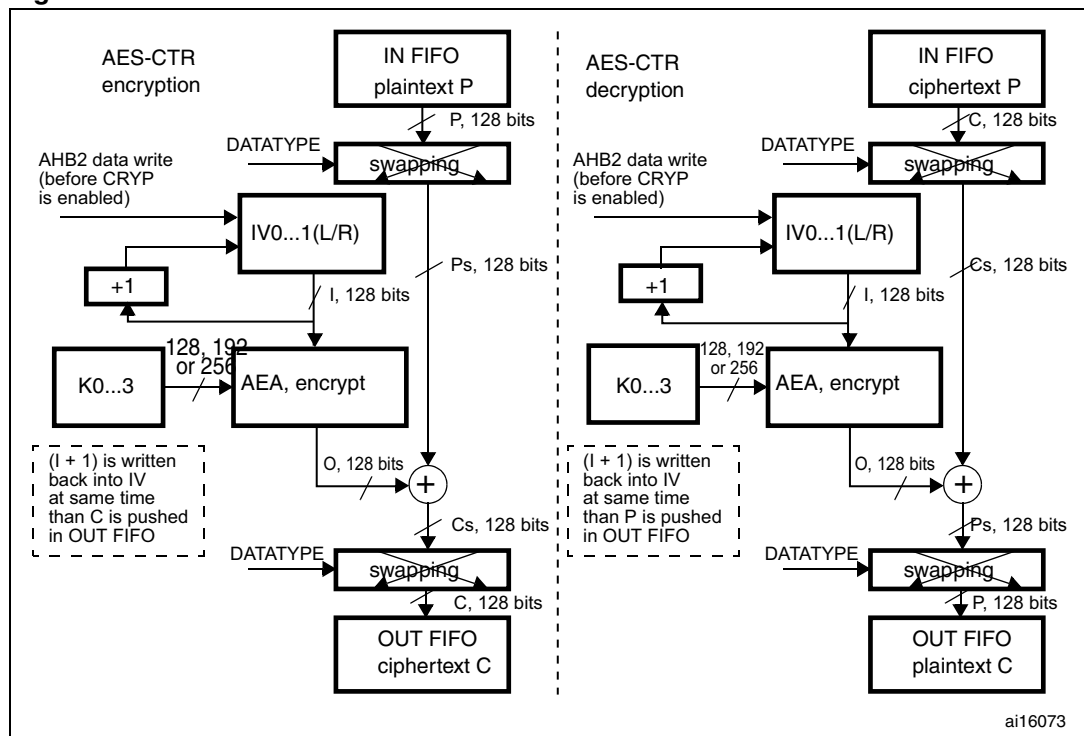 AES-CTR
encryption
IN FIFO
plaintext P
P, 128 bits
DATATYPE
swapping
AHB2 data write
(before CRYP
is enabled)
IV0...1(L/R)
Ps, 128 bits
+1
I, 128 bits
128, 192
or 256
K0...3
AEA, encrypt
(I + 1) is written
back into IV
at same time
than C is pushed
in OUT FIFO
O, 128 bits
+
Cs, 128 bits
DATATYPE
swapping
C, 128 bits
OUT FIFO
ciphertext C
AES-CTR
decryption
IN FIFO
ciphertext P
C, 128 bits
DATATYPE
swapping
AHB2 data write
(before CRYP
is enabled)
IV0...1(L/R)
Cs, 128 bits
+1
I, 128 bits
128, 192
or 256
K0...3
AEA, encrypt
(I + 1) is written
back into IV
at same time
than P is pushed
in OUT FIFO
O, 128 bits
+
Ps, 128 bits
DATATYPE
swapping
P, 128 bits
OUT FIFO
plaintext C
ai16073